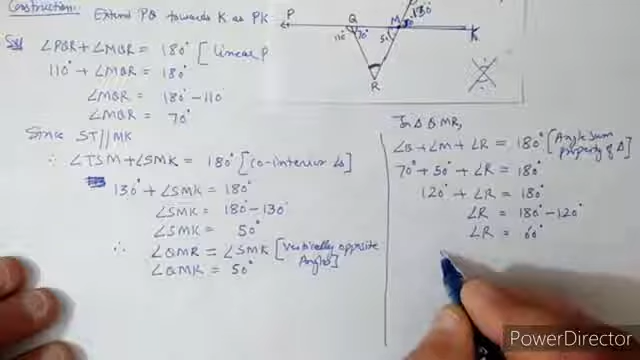 Construction: Extend PQ towards K as PK
P
Q
M
K
130°
110°
70°
50
R
Sol
∠PQR + ∠MQR = 180° [linear P
110° + ∠MQR = 180°
∠MQR = 180 - 110
∠MQR = 70°
Since ST // MK
∴ ∠TSM + ∠SMK = 180° [Co-interior ∠s]
130° + ∠SMK = 180°
∠SMK = 180 - 130°
∠SMK = 50°
∴ ∠QMR = ∠SMK [Vertically opposite Angles]
∠QMK = 50°
In Δ QMR,
∠Q + ∠M + ∠R = 180° [Angle sum property of Δ]
70° + 50 + ∠R = 180°
120° + ∠R = 180°
∠R = 180° - 120°
∠R = 60°
PowerDirector